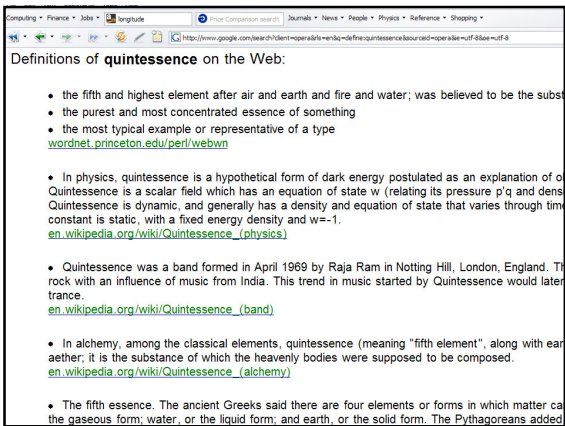 Computing Finance Jobs longitude Price Comparison search Journals News People Physics Reference Shopping
http://www.google.com/search?client=opera&rls=en&q=define:quintessence&sourceid=opera&ie=utf-8&oe=utf-8
Definitions of quintessence on the Web:
• the fifth and highest element after air and earth and fire and water; was believed to be the subst
• the purest and most concentrated essence of something
• the most typical example or representative of a type
wordnet.princeton.edu/perl/webwn
• In physics, quintessence is a hypothetical form of dark energy postulated as an explanation of o
Quintessence is a scalar field which has an equation of state w (relating its pressure p'q and dens
Quintessence is dynamic, and generally has a density and equation of state that varies through time
constant is static, with a fixed energy density and w=-1.
en.wikipedia.org/wiki/Quintessence_(physics)
• Quintessence was a band formed in April 1969 by Raja Ram in Notting Hill, London, England. Th
rock with an influence of music from India. This trend in music started by Quintessence would later
trance.
en.wikipedia.org/wiki/Quintessence_(band)
• In alchemy, among the classical elements, quintessence (meaning "fifth element", along with ear
aether; it is the substance of which the heavenly bodies were supposed to be composed.
en.wikipedia.org/wiki/Quintessence_(alchemy)
• The fifth essence. The ancient Greeks said there are four elements or forms in which matter ca
the gaseous form; water, or the liquid form; and earth, or the solid form. The Pythagoreans added